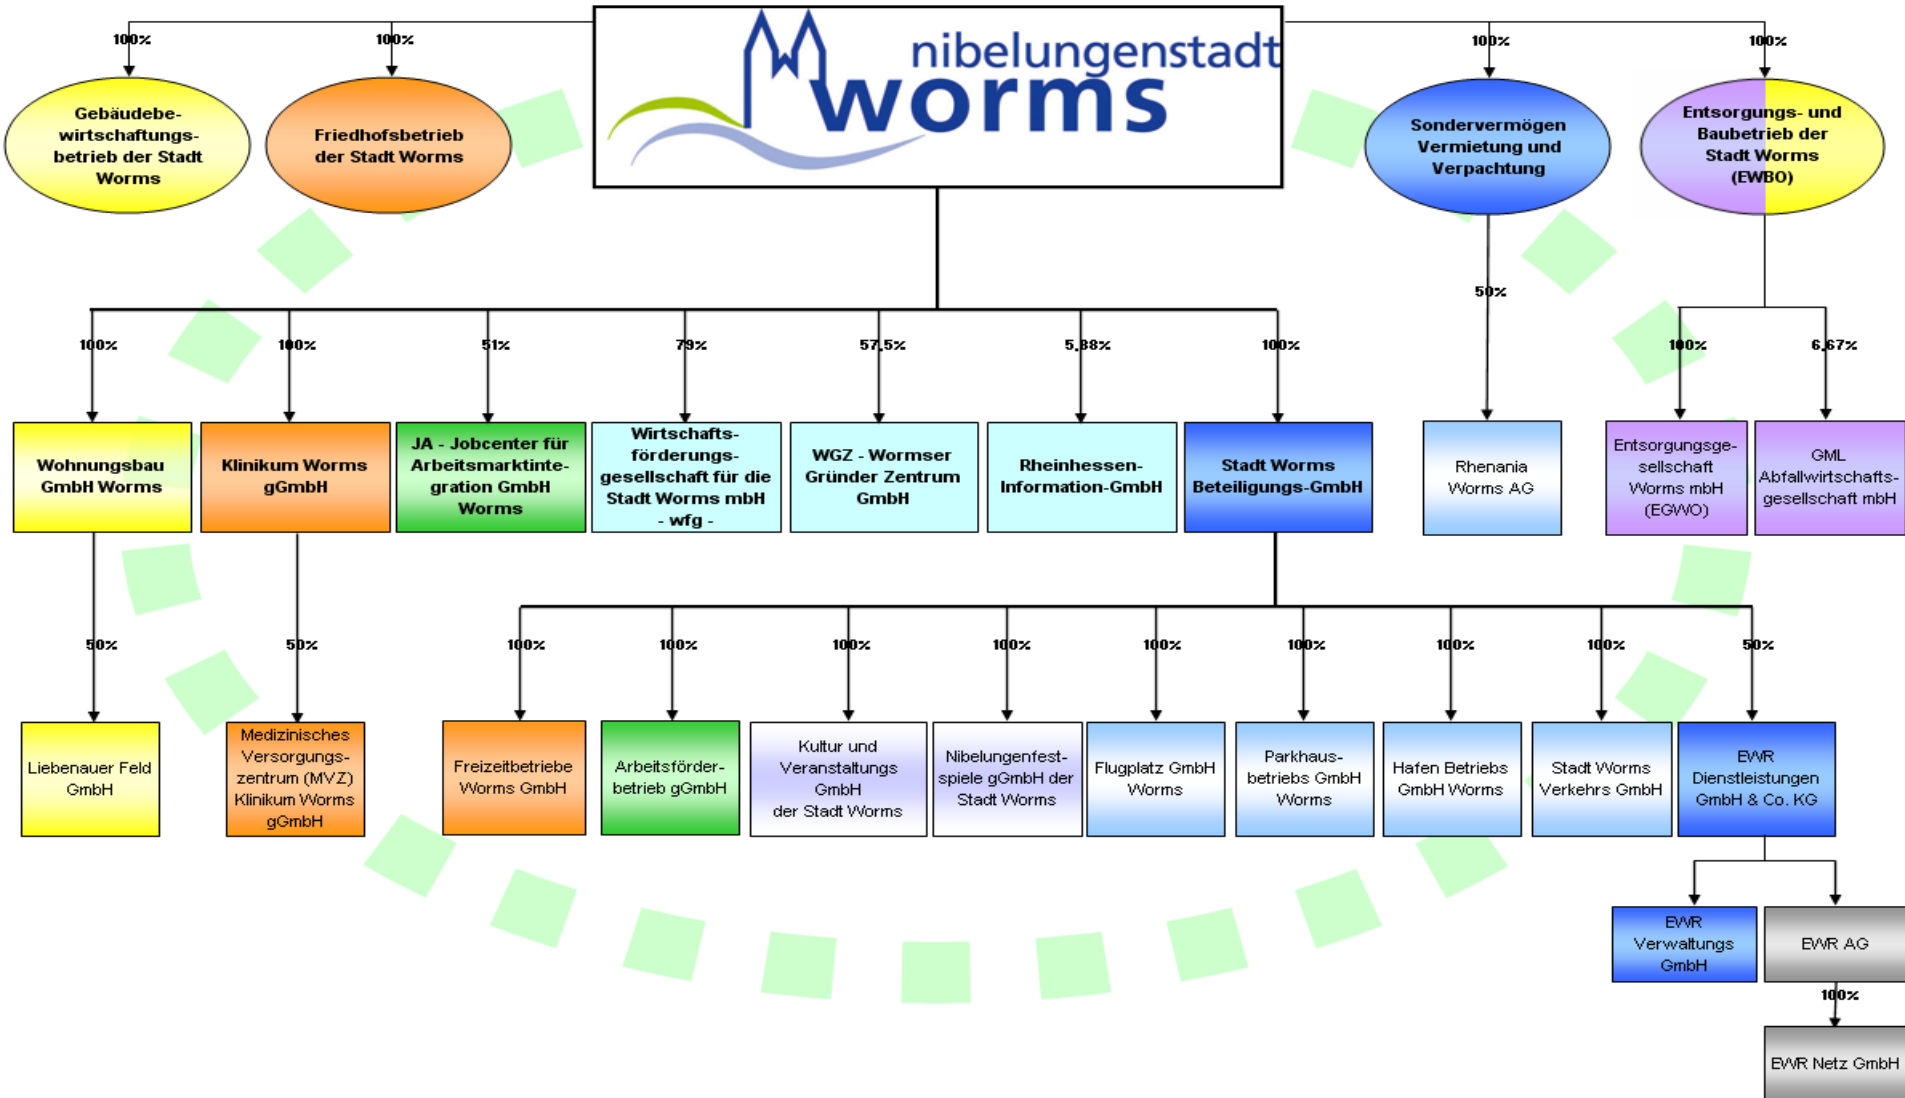 100%
100%
nibelungenstadt
worms
100%
100%
Gebäudebe-
wirtschaftungs-
betrieb der Stadt
Worms
Friedhofsbetrieb
der Stadt Worms
Sondervermögen
Vermietung und
Verpachtung
Entsorgungs- und
Baubetrieb der
Stadt Worms
(EWBO)
50%
100%
100%
51%
79%
57,5%
5,88%
100%
100%
6,67%
Wohnungsbau
GmbH Worms
Klinikum Worms
gGmbH
JA - Jobcenter für
Arbeitsmarktinte-
gration GmbH
Worms
Wirtschafts-
förderungs-
gesellschaft für die
Stadt Worms mbH
- wfg -
WGZ - Wormser
Gründer Zentrum
GmbH
Rheinhessen-
Information-GmbH
Stadt Worms
Beteiligungs-GmbH
Rhenania
Worms AG
Entsorgungsge-
sellschaft
Worms mbH
(EGWO)
GML
Abfallwirtschafts-
gesellschaft mbH
50%
50%
100%
100%
100%
100%
100%
100%
100%
100%
50%
Liebenauer Feld
GmbH
Medizinisches
Versorgungs-
zentrum (MVZ)
Klinikum Worms
gGmbH
Freizeitbetriebe
Worms GmbH
Arbeitsförder-
betrieb gGmbH
Kultur und
Veranstaltungs
GmbH
der Stadt Worms
Nibelungenfest-
spiele gGmbH der
Stadt Worms
Flugplatz GmbH
Worms
Parkhaus-
betriebs GmbH
Worms
Hafen Betriebs
GmbH Worms
Stadt Worms
Verkehrs GmbH
EWR
Dienstleistungen
GmbH & Co. KG
EWR
Verwaltungs
GmbH
EWR AG
100%
EWR Netz GmbH